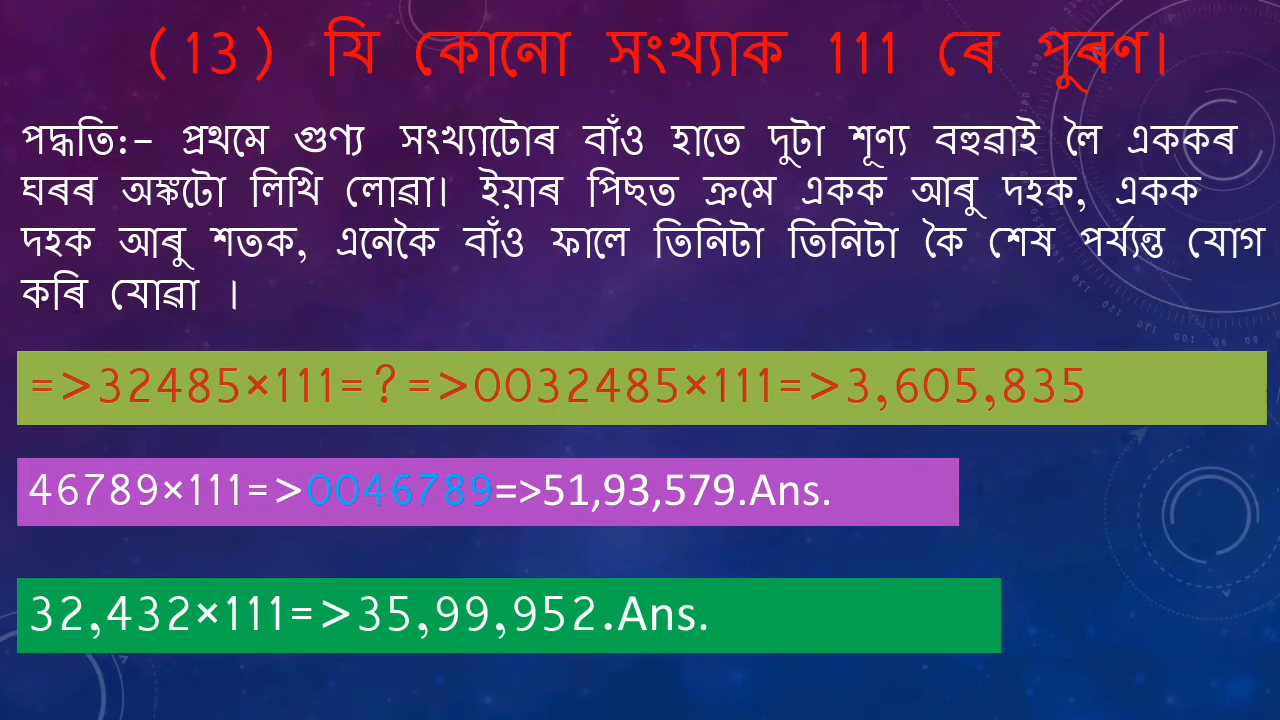 (13) যি কোনো সংখ্যাক 111 ৰে পুৰণ।
পদ্ধতি:- প্ৰথমে গুণ্য সংখ্যাটোৰ বাঁও হাতে দুটা শূণ্য বহুৱাই লৈ এককৰ
ঘৰৰ অঙ্কটো লিখি লোৱা। ইয়াৰ পিছত ক্ৰমে একক আৰু দহক, একক
দহক আৰু শতক, এনেকৈ বাঁও ফালে তিনিটা তিনিটা কৈ শেষ পৰ্য্যন্ত যোগ
কৰি যোৱা ।
=>32485×111=?=>0032485×111=>3,605,835
46789×111=>0046789=>51,93,579.Ans.
32,432×111=>35,99,952.Ans.